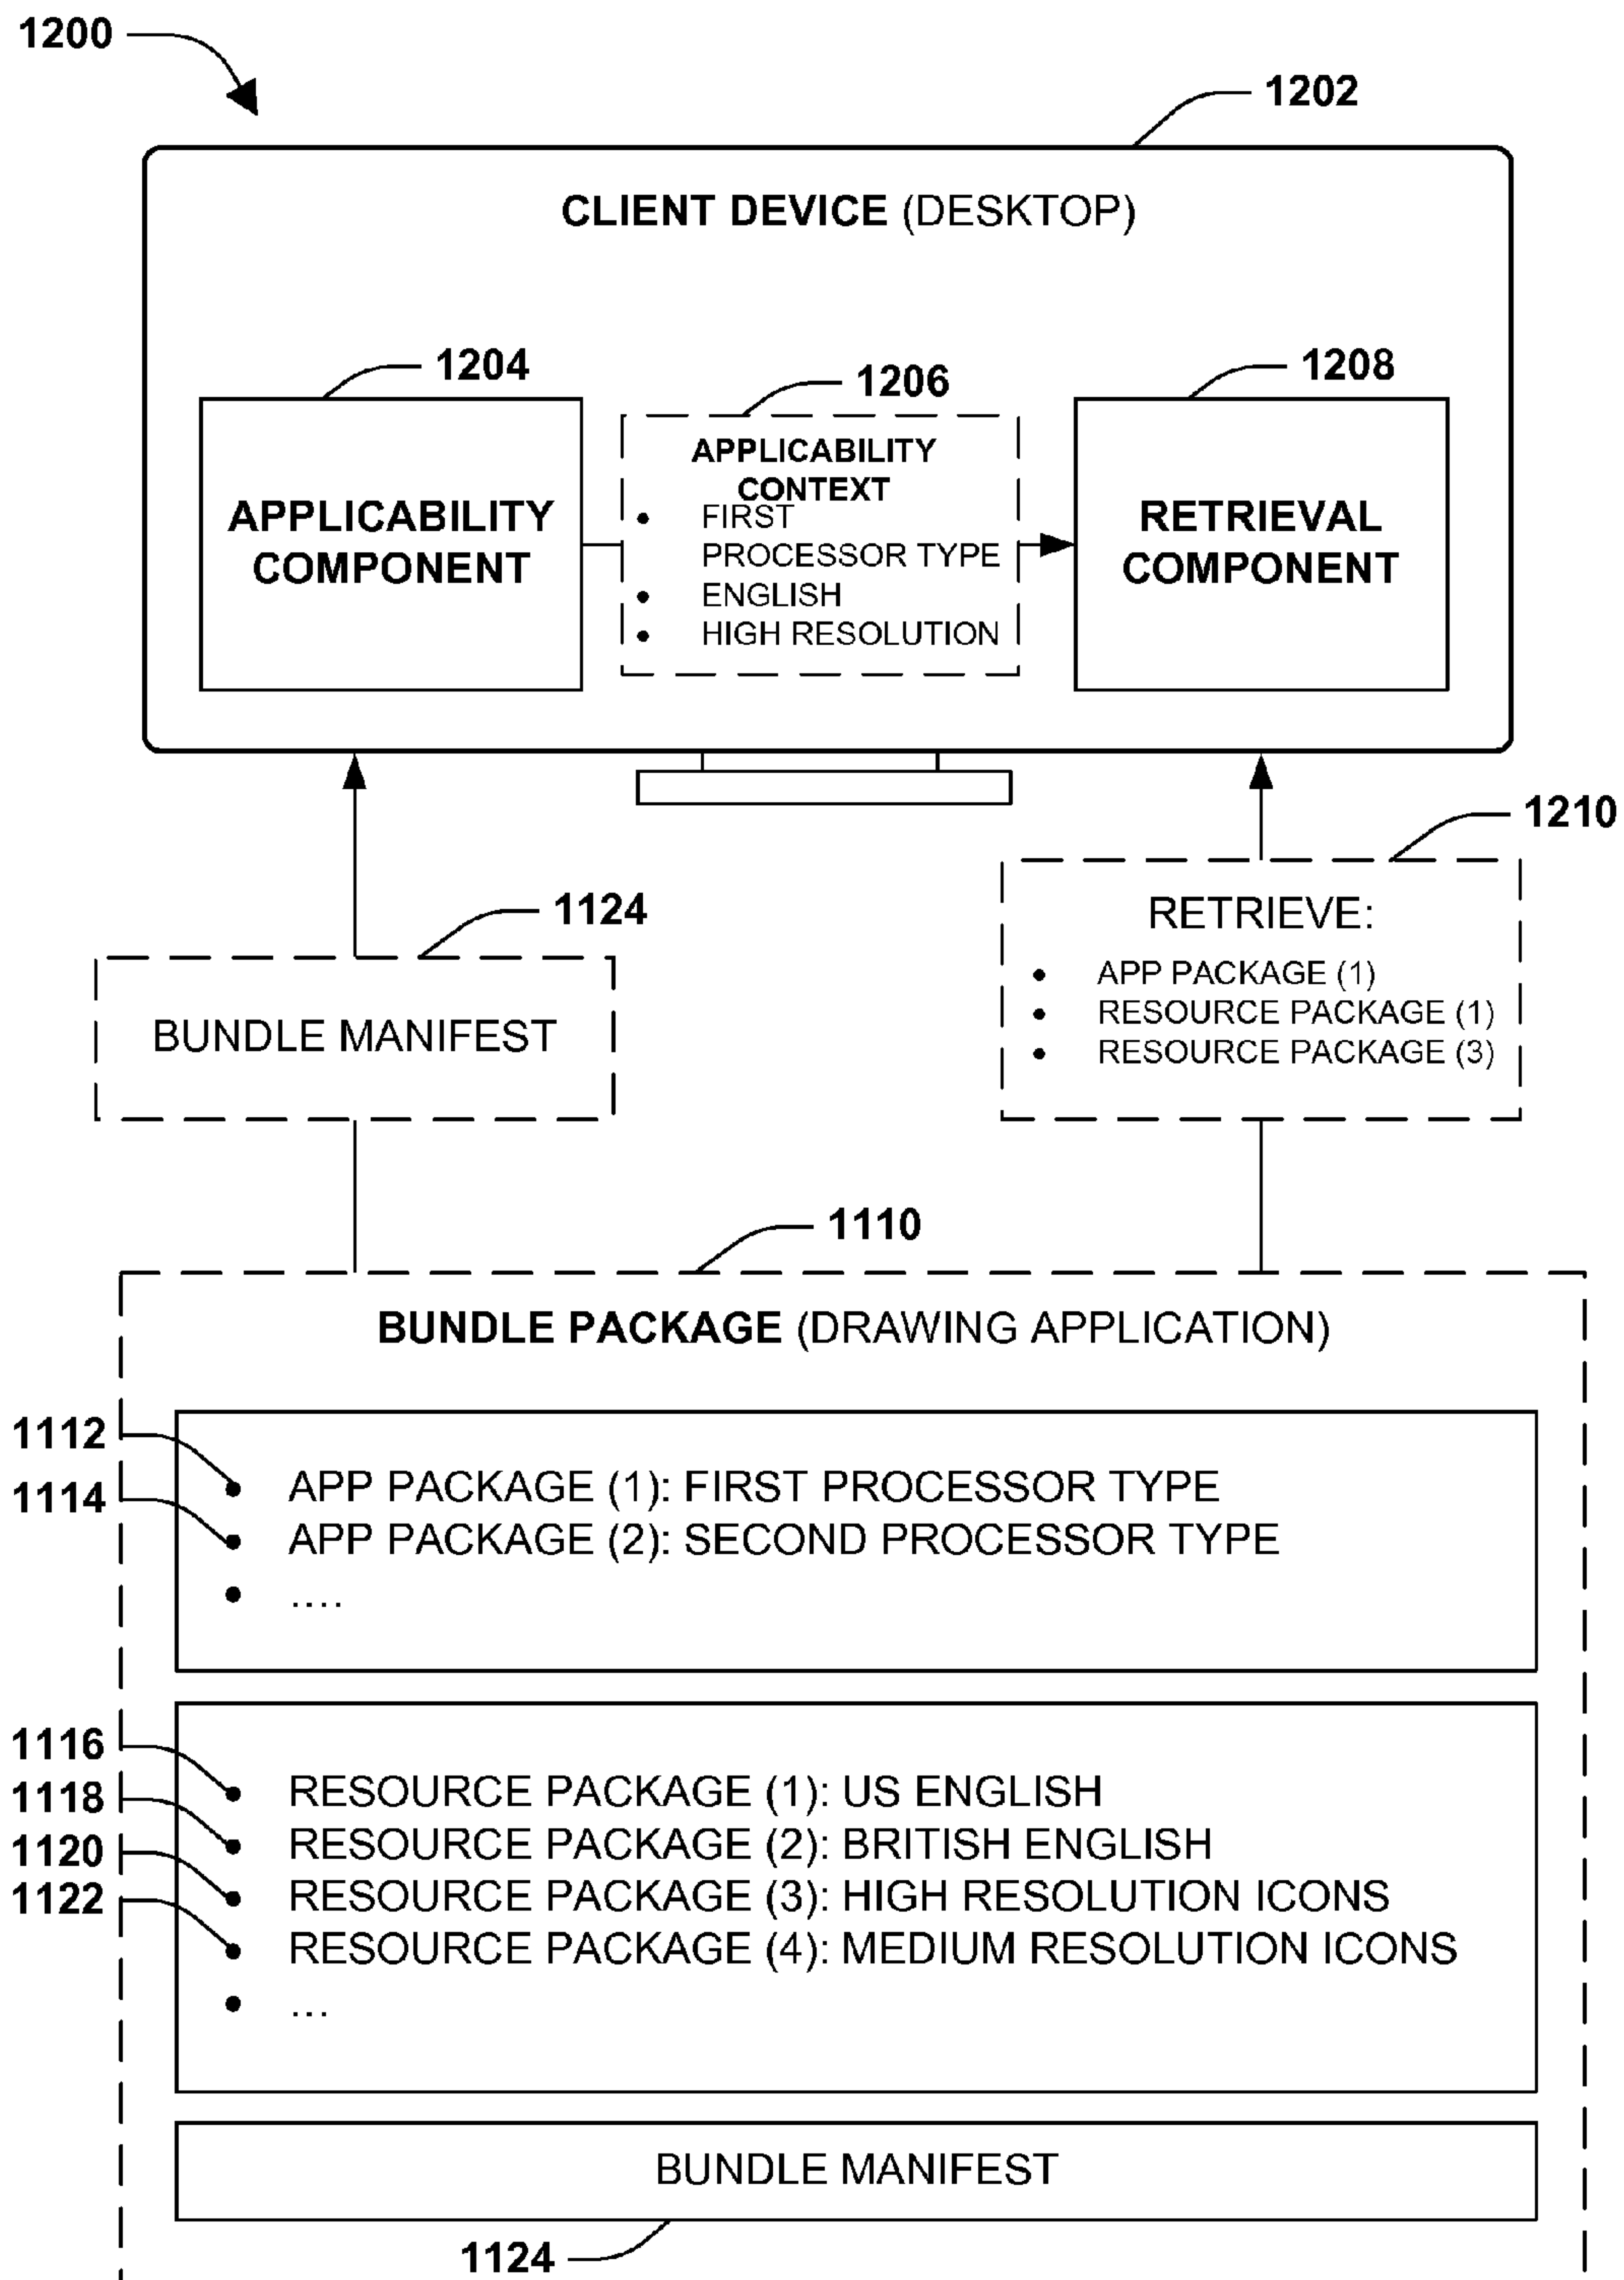 1200
1202
CLIENT DEVICE (DESKTOP)
1204
1206
1208
APPLICABILITY
COMPONENT
APPLICABILITY
CONTEXT
• FIRST
PROCESSOR TYPE
• ENGLISH
• HIGH RESOLUTION
RETRIEVAL
COMPONENT
1210
1124
BUNDLE MANIFEST
RETRIEVE:
• APP PACKAGE (1)
• RESOURCE PACKAGE (1)
• RESOURCE PACKAGE (3)
1110
BUNDLE PACKAGE (DRAWING APPLICATION)
1112
• APP PACKAGE (1): FIRST PROCESSOR TYPE
1114
• APP PACKAGE (2): SECOND PROCESSOR TYPE
• ....
1116
• RESOURCE PACKAGE (1): US ENGLISH
1118
• RESOURCE PACKAGE (2): BRITISH ENGLISH
1120
• RESOURCE PACKAGE (3): HIGH RESOLUTION ICONS
1122
• RESOURCE PACKAGE (4): MEDIUM RESOLUTION ICONS
• ...
BUNDLE MANIFEST
1124